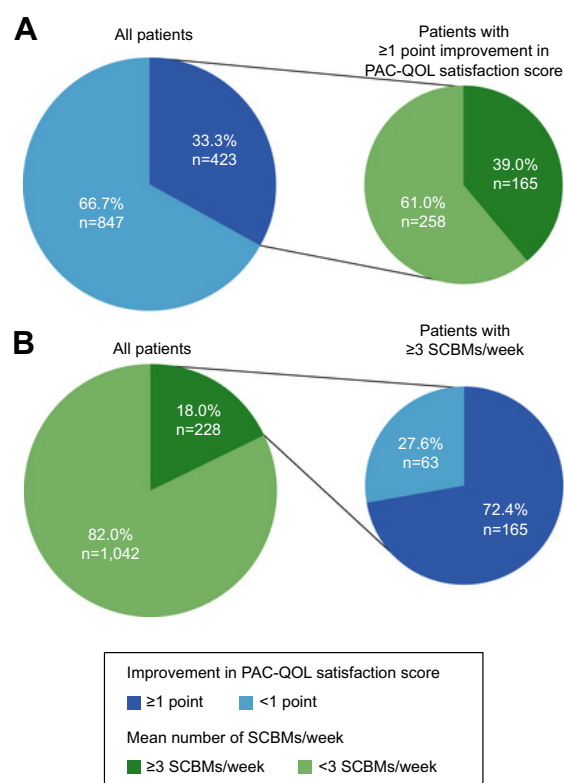 A
All patients
Patients with
≥1 point improvement in
PAC-QOL satisfaction score
33.3%
n=423
66.7%
n=847
39.0%
n=165
61.0%
n=258
B
All patients
Patients with
≥3 SCBMs/week
18.0%
n=228
82.0%
n=1,042
27.6%
n=63
72.4%
n=165
Improvement in PAC-QOL satisfaction score
≥1 point
<1 point
Mean number of SCBMs/week
≥3 SCBMs/week
<3 SCBMs/week